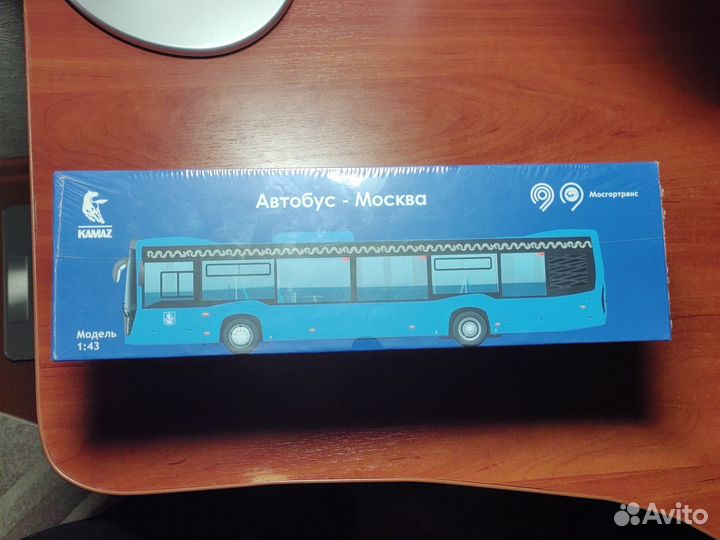 Автобус - Москва
Мосгортранс
KAMAZ
Модель
1:43
Avito